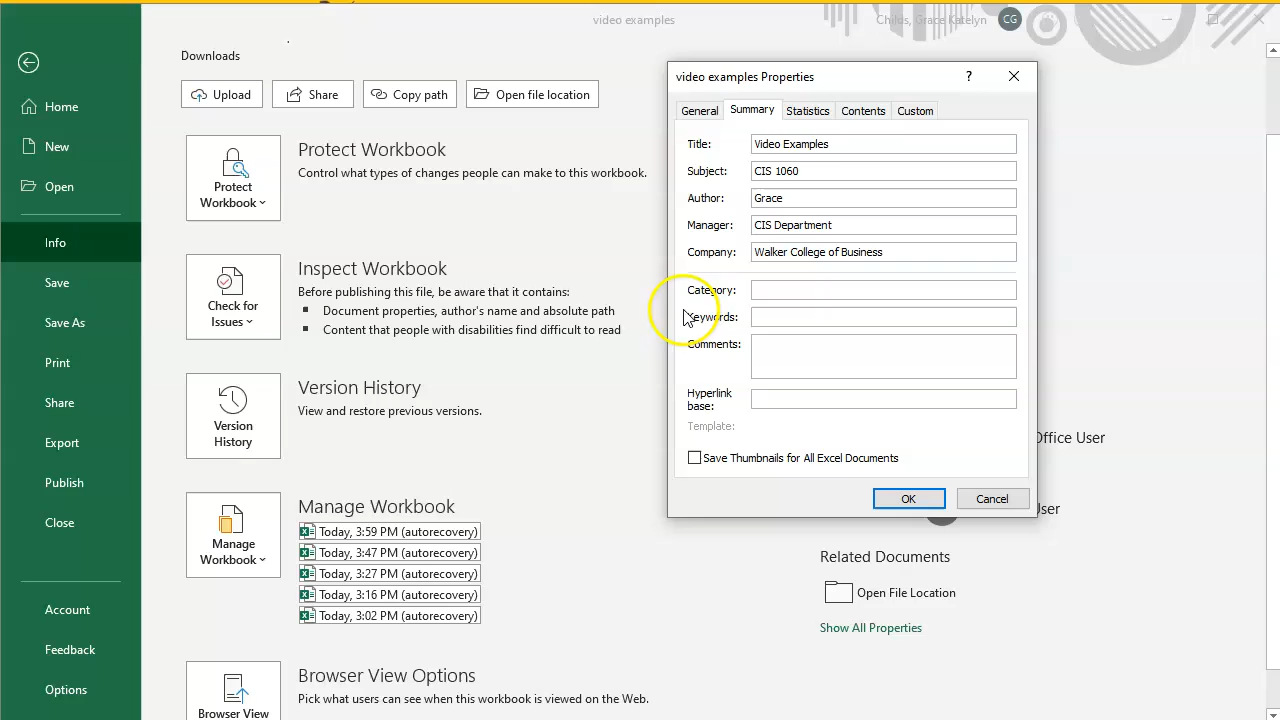 video examples
Childs, Grace Katelyn
CG
Home
New
Open
Info
Save
Save As
Print
Share
Export
Publish
Close
Account
Feedback
Options
Downloads
Upload
Share
Copy path
Open file location
Protect Workbook
Protect Workbook
Control what types of changes people can make to this workbook.
Check for Issues
Inspect Workbook
Before publishing this file, be aware that it contains:
Document properties, author's name and absolute path
Content that people with disabilities find difficult to read
Version History
Version History
View and restore previous versions.
Manage Workbook
Manage Workbook
Today, 3:59 PM (autorecovery)
Today, 3:47 PM (autorecovery)
Today, 3:27 PM (autorecovery)
Today, 3:16 PM (autorecovery)
Today, 3:02 PM (autorecovery)
Browser View
Browser View Options
Pick what users can see when this workbook is viewed on the Web.
video examples Properties
?
General Summary Statistics Contents Custom
Title: Video Examples
Subject: CIS 1060
Author: Grace
Manager: CIS Department
Company: Walker College of Business
Category:
Keywords:
Comments:
Hyperlink base:
Template:
Save Thumbnails for All Excel Documents
OK Cancel
Office User
User
Related Documents
Open File Location
Show All Properties